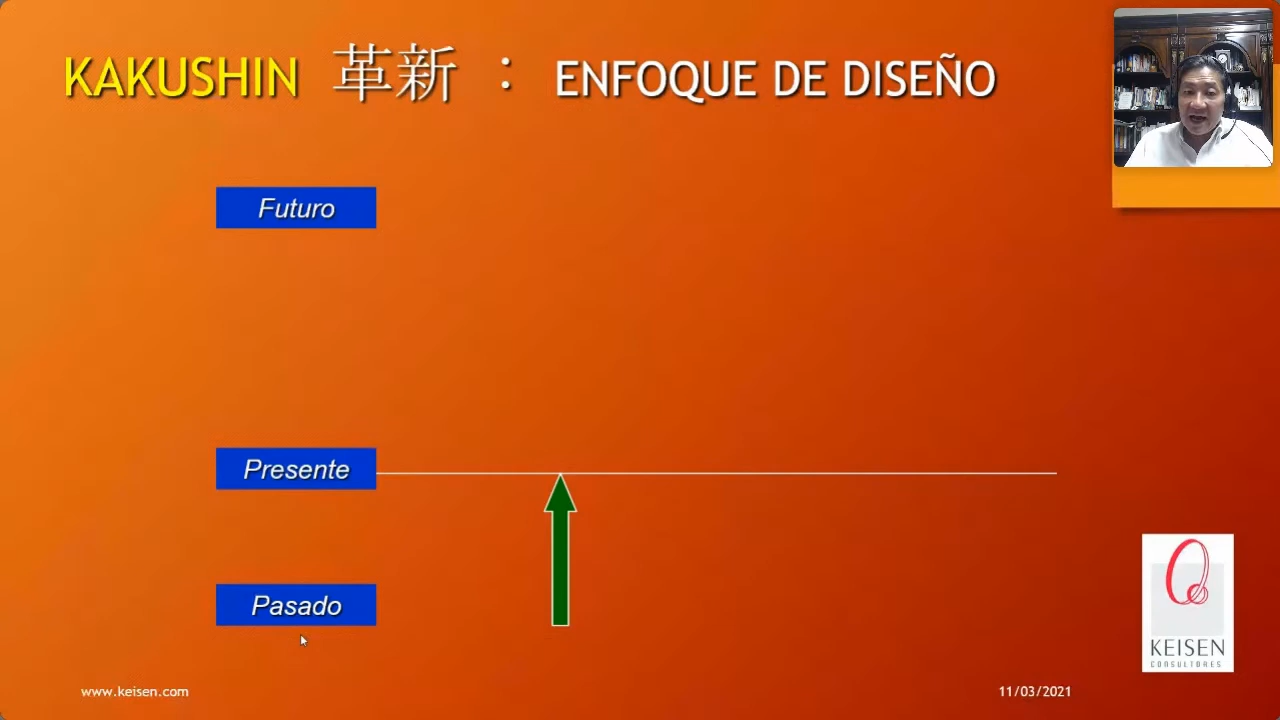 KAKUSHIN 革新 : ENFOQUE DE DISEÑO
Futuro
Presente
Pasado
KEISEN
CONSULTORES
www.keisen.com
11/03/2021